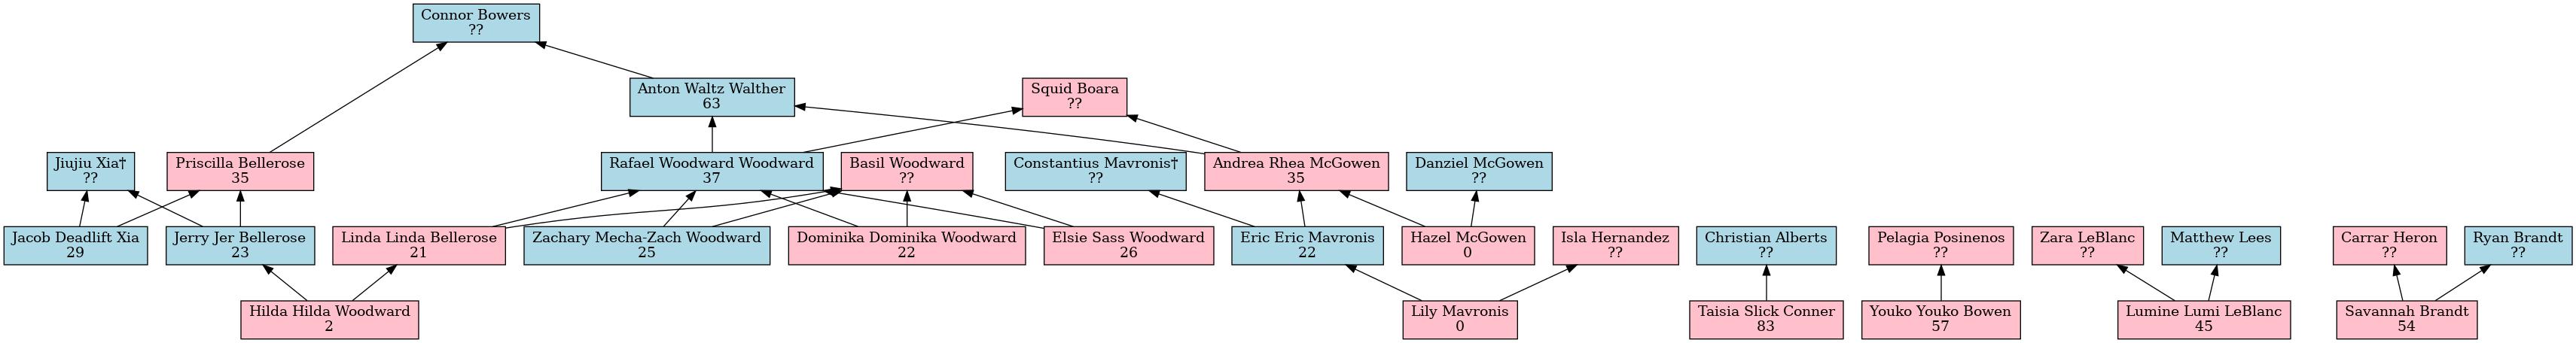 Connor Bowers
??
Anton Waltz Walther
63
Squid Boara
??
Jiujiu Xia†
??
Priscilla Bellerose
35
Rafael Woodward Woodward
37
Basil Woodward
??
Constantius Mavronis†
??
Andrea Rhea McGowen
35
Danziel McGowen
??
Jacob Deadlift Xia
29
Jerry Jer Bellerose
23
Linda Linda Bellerose
21
Zachary Mecha-Zach Woodward
25
Dominika Dominika Woodward
22
Elsie Sass Woodward
26
Eric Eric Mavronis
22
Hazel McGowen
0
Isla Hernandez
??
Christian Alberts
??
Pelagia Posinenos
??
Zara LeBlanc
??
Matthew Lees
??
Carrar Heron
??
Ryan Brandt
??
Hilda Hilda Woodward
2
Lily Mavronis
0
Taisia Slick Conner
83
Youko Youko Bowen
57
Lumine Lumi LeBlanc
45
Savannah Brandt
54